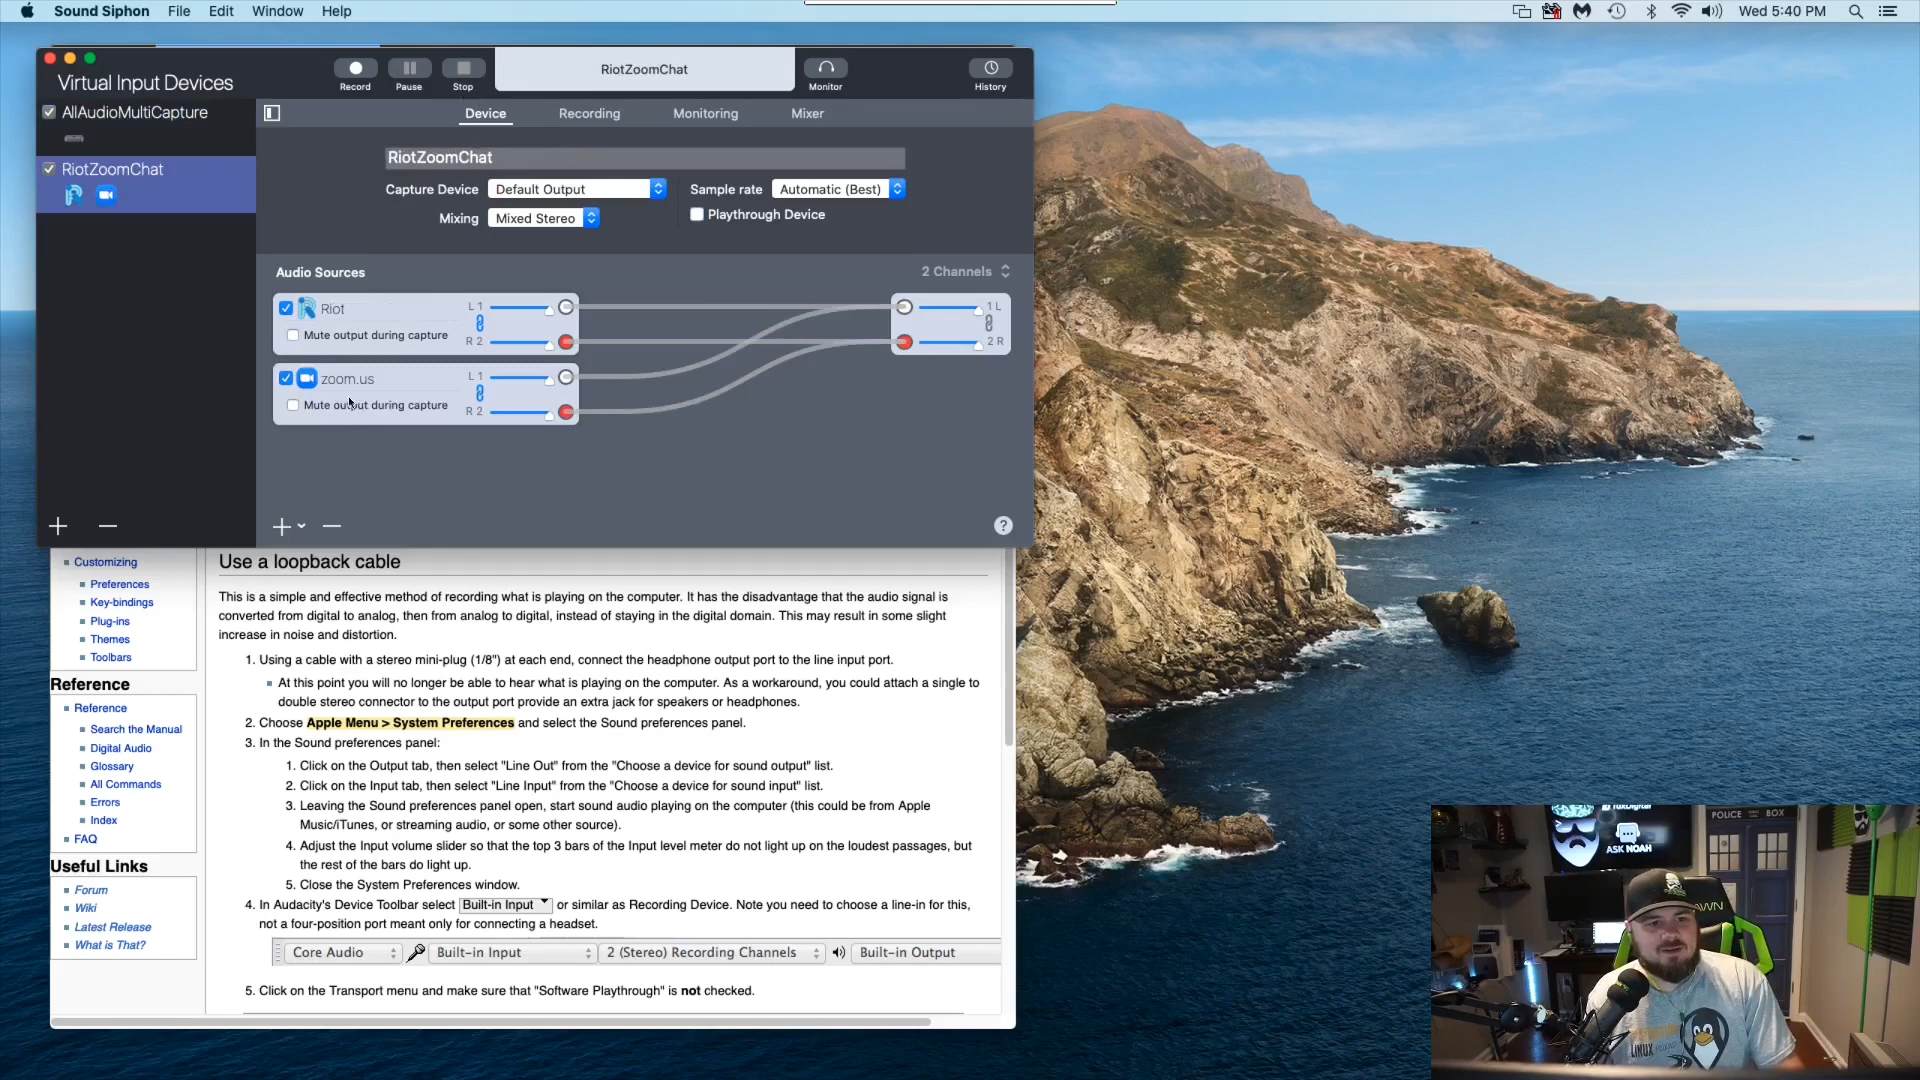 Sound Siphon File Edit Window Help
Wed 5:40 PM
Virtual Input Devices
Record
Pause
Stop
RiotZoomChat
Monitor
History
AllAudioMultiCapture
RiotZoomChat
Device
Recording
Monitoring
Mixer
RiotZoomChat
Capture Device Default Output
Sample rate Automatic (Best)
Mixing Mixed Stereo
Playthrough Device
Audio Sources
2 Channels
Riot
Mute output during capture
L 1
R 2
zoom.us
Mute output during capture
L 1
R 2
1 L
2 R
?
Customizing
Preferences
Key-bindings
Plug-ins
Themes
Toolbars
Reference
Reference
Search the Manual
Digital Audio
Glossary
All Commands
Errors
Index
FAQ
Useful Links
Forum
Wiki
Latest Release
What is That?
Use a loopback cable
This is a simple and effective method of recording what is playing on the computer. It has the disadvantage that the audio signal is
converted from digital to analog, then from analog to digital, instead of staying in the digital domain. This may result in some slight
increase in noise and distortion.
1. Using a cable with a stereo mini-plug (1/8") at each end, connect the headphone output port to the line input port.
At this point you will no longer be able to hear what is playing on the computer. As a workaround, you could attach a single to
double stereo connector to the output port provide an extra jack for speakers or headphones.
2. Choose Apple Menu > System Preferences and select the Sound preferences panel.
3. In the Sound preferences panel:
1. Click on the Output tab, then select "Line Out" from the "Choose a device for sound output" list.
2. Click on the Input tab, then select "Line Input" from the "Choose a device for sound input" list.
3. Leaving the Sound preferences panel open, start sound audio playing on the computer (this could be from Apple
Music/iTunes, or streaming audio, or some other source).
4. Adjust the Input volume slider so that the top 3 bars of the Input level meter do not light up on the loudest passages, but
the rest of the bars do light up.
5. Close the System Preferences window.
4. In Audacity's Device Toolbar select Built-in Input or similar as Recording Device. Note you need to choose a line-in for this,
not a four-position port meant only for connecting a headset.
Core Audio
Built-in Input
2 (Stereo) Recording Channels
Built-in Output
5. Click on the Transport menu and make sure that "Software Playthrough" is not checked.
ASK NOAH
POLICE BOX
LINUX